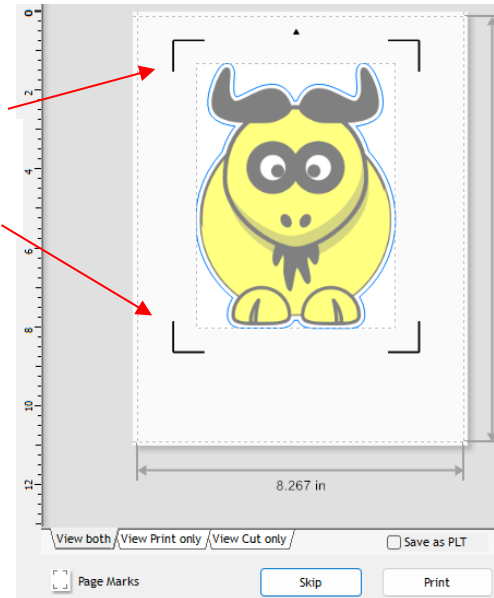 0
2
4
6
8
10
12
8.267 in
View both View Print only View Cut only
Save as PLT
Page Marks
Skip
Print